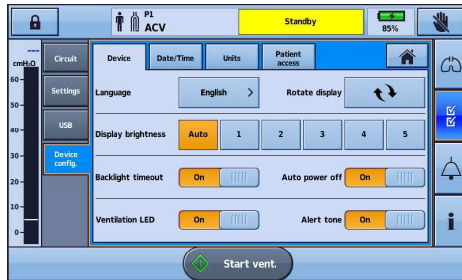 P1
ACV
Standby
85%
---
cmH₂O
60
50
40
30
20
10
0
Circuit
Settings
USB
Device
config.
Device
Date/Time
Units
Patient
access
Language
English >
Rotate display
Display brightness
Auto
1
2
3
4
5
Backlight timeout
On
Auto power off
On
Ventilation LED
On
Alert tone
On
i
Start vent.